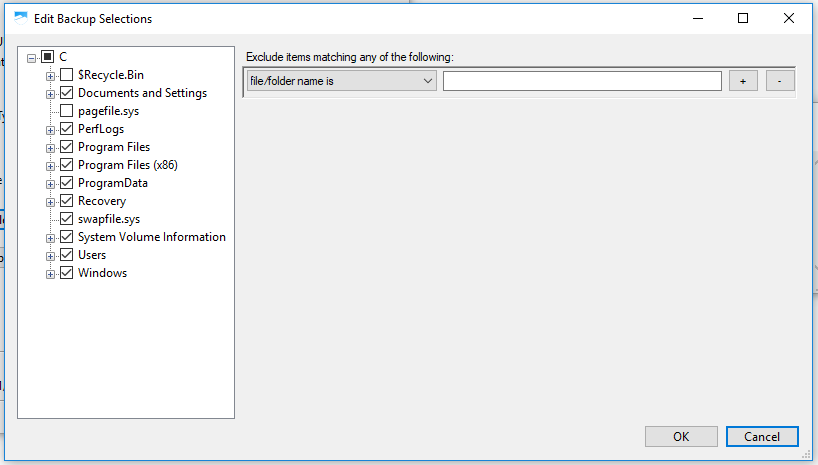 Edit Backup Selections
C
$Recycle.Bin
Documents and Settings
pagefile.sys
PerfLogs
Program Files
Program Files (x86)
ProgramData
Recovery
swapfile.sys
System Volume Information
Users
Windows
Exclude items matching any of the following:
file/folder name is
+
-
OK
Cancel